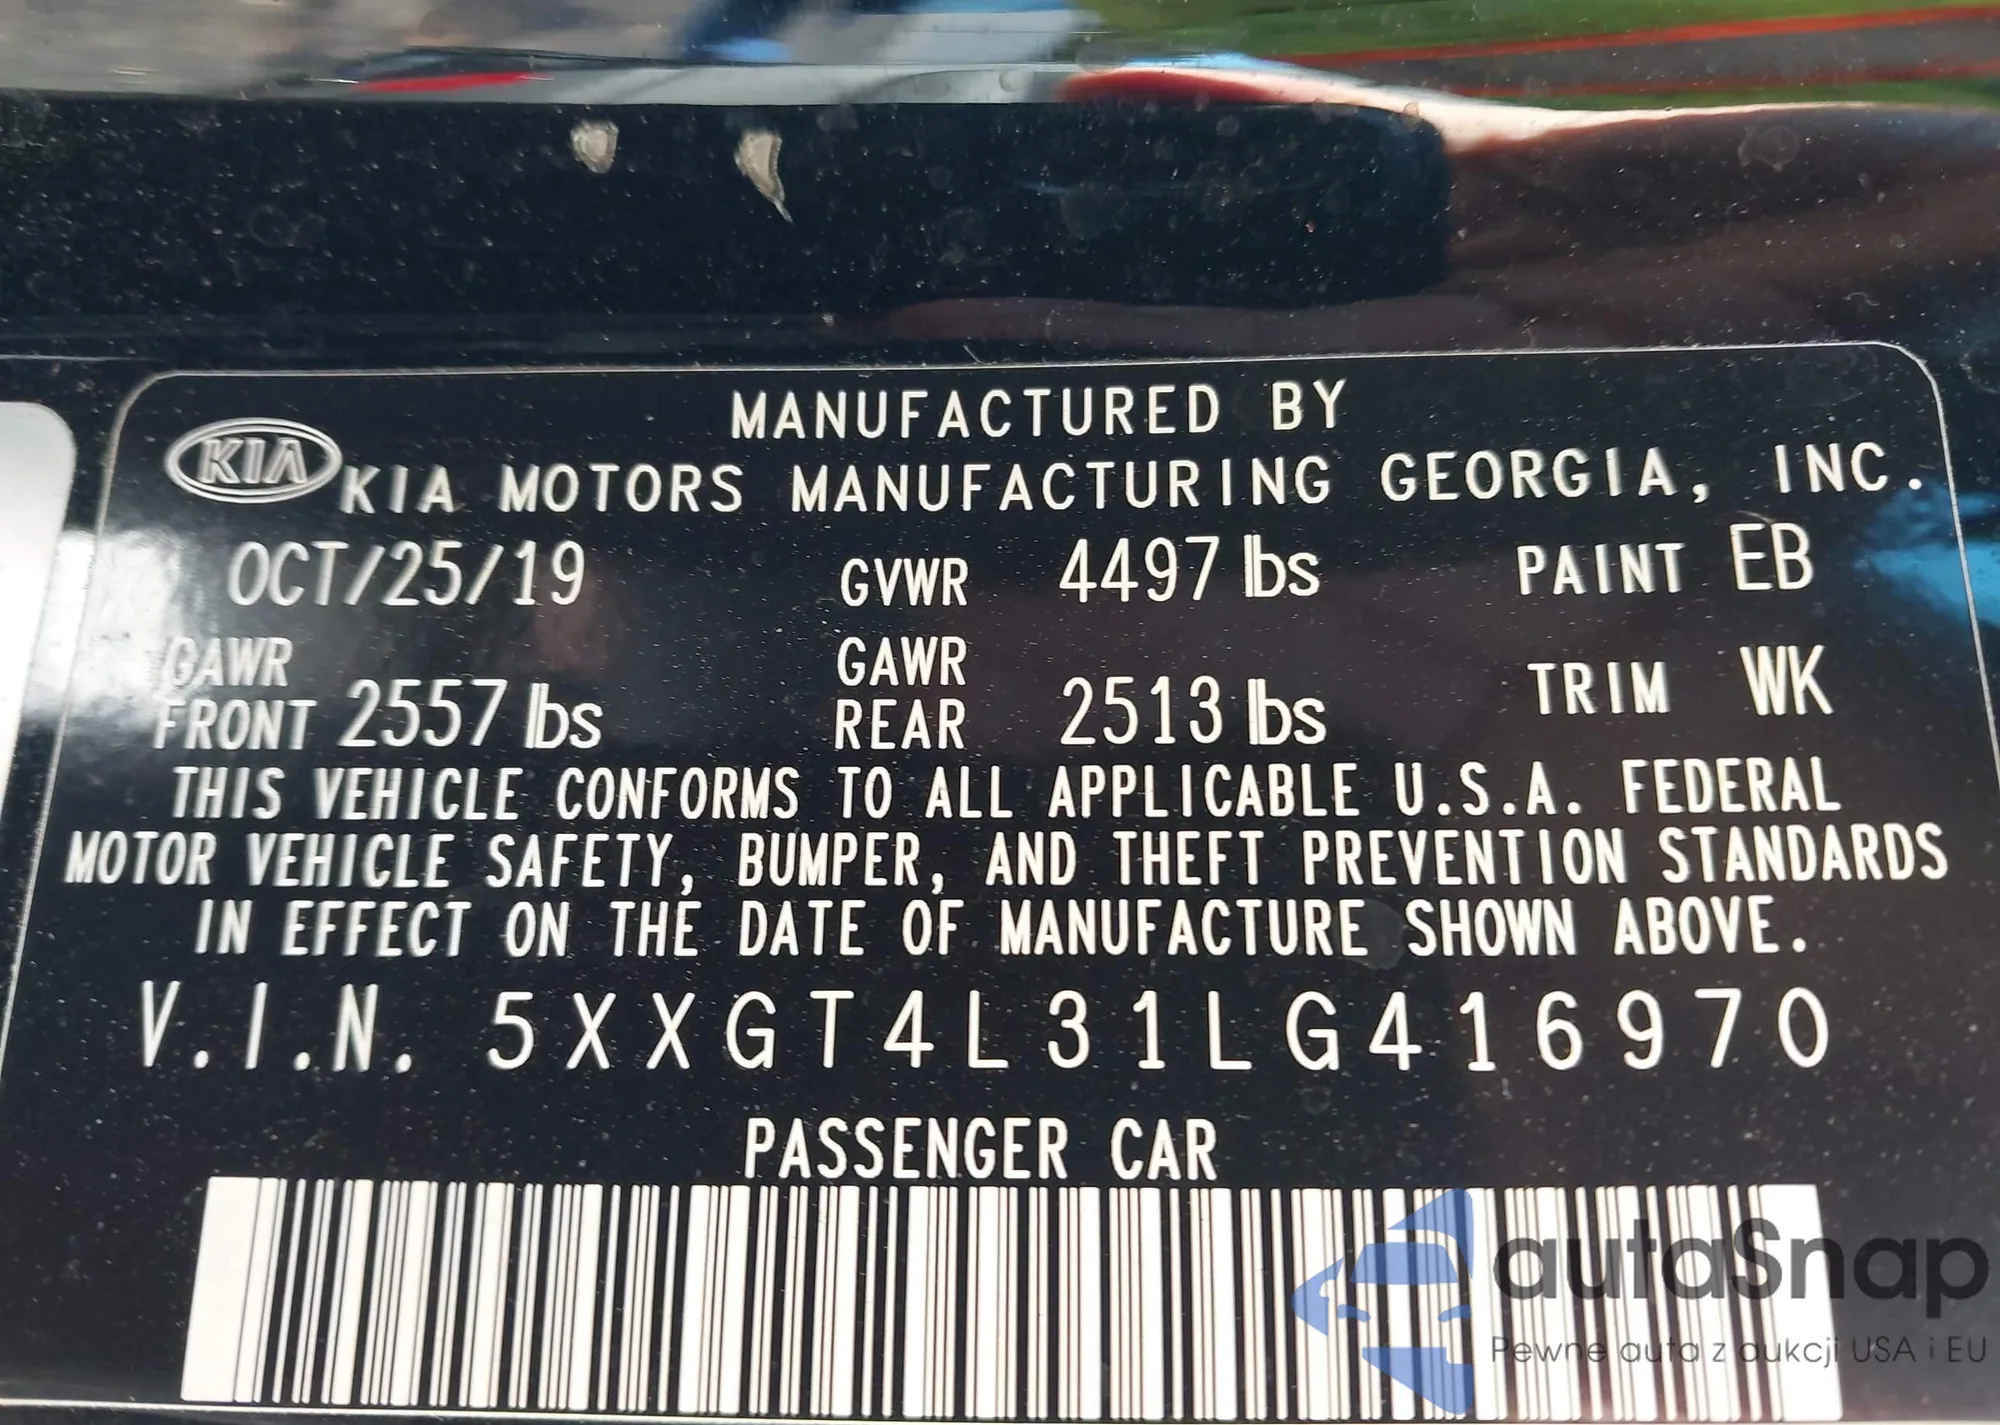 MANUFACTURED BY
KIA KIA MOTORS MANUFACTURING GEORGIA, INC.
OCT/25/19 GVWR 4497 lbs PAINT EB
GAWR FRONT 2557 lbs GAWR REAR 2513 lbs TRIM WK
THIS VEHICLE CONFORMS TO ALL APPLICABLE U.S.A. FEDERAL
MOTOR VEHICLE SAFETY, BUMPER, AND THEFT PREVENTION STANDARDS
IN EFFECT ON THE DATE OF MANUFACTURE SHOWN ABOVE.
V.I.N. 5XXGT4L31LG416970
PASSENGER CAR
autaSnap
Pewne auta z aukcji USA i EU